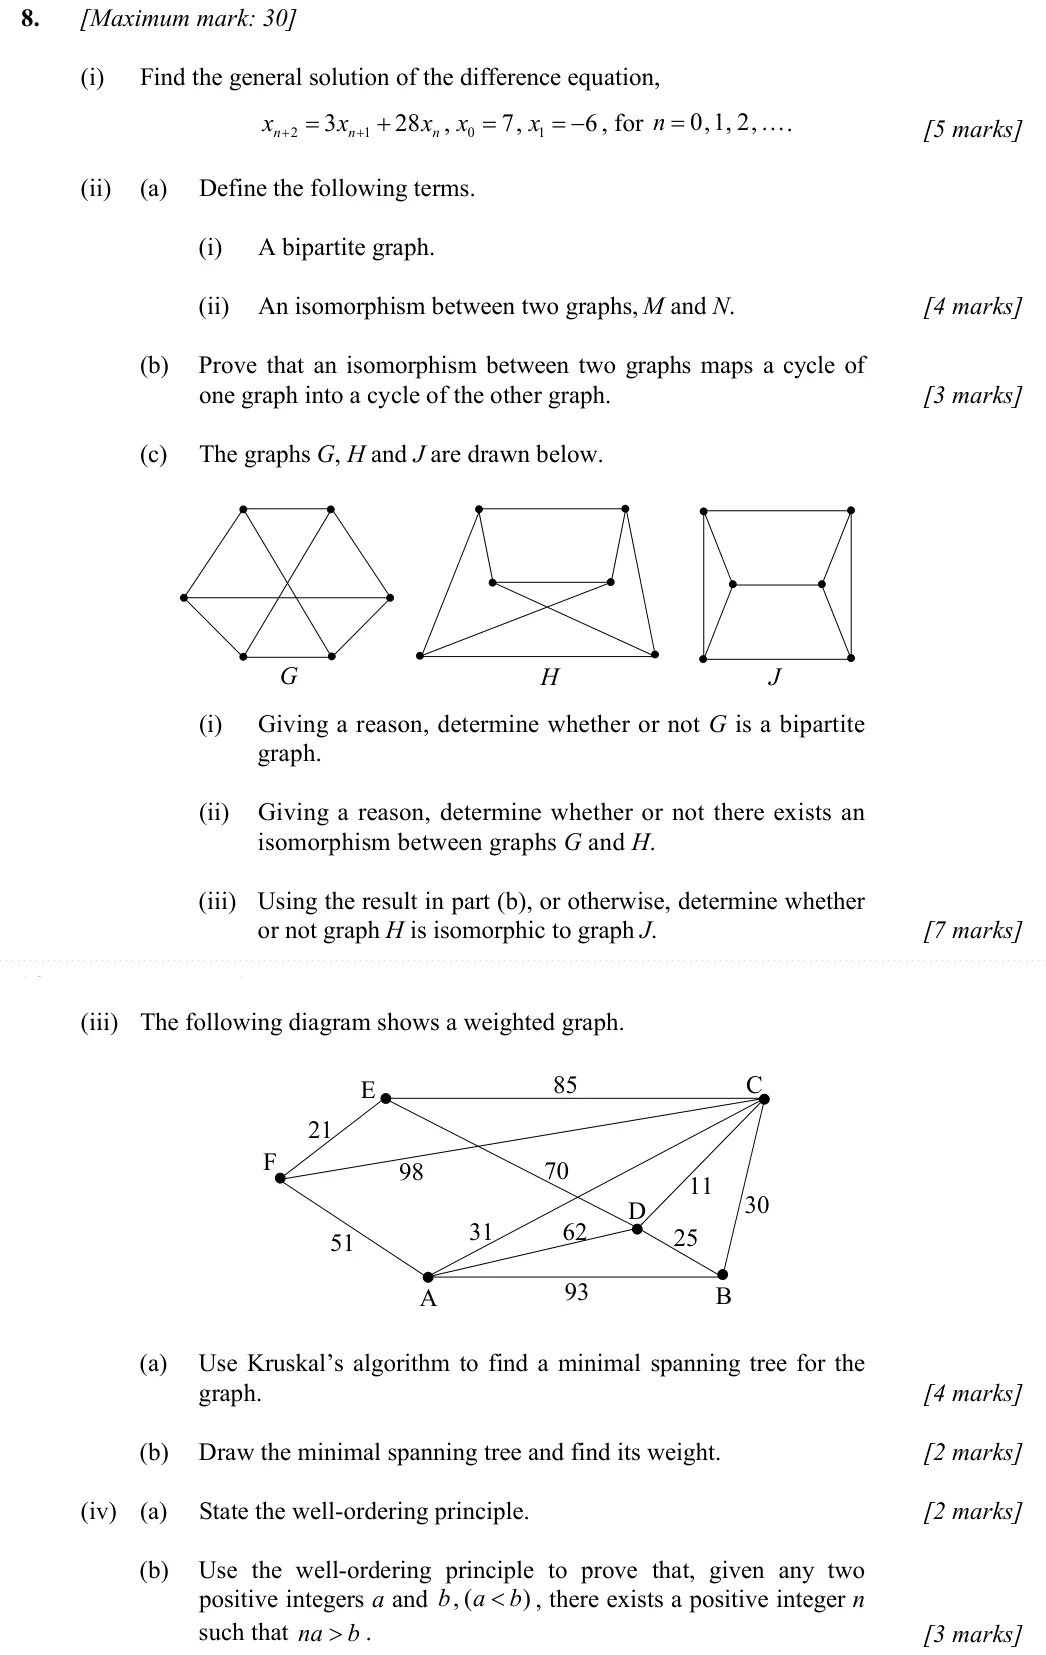 8. [Maximum mark: 30]
(i) Find the general solution of the difference equation,
xₙ₊₂ = 3xₙ₊₁ + 28xₙ, x₀ = 7, x₁ = −6, for n = 0, 1, 2, …. [5 marks]
(ii) (a) Define the following terms.
(i) A bipartite graph.
(ii) An isomorphism between two graphs, M and N. [4 marks]
(b) Prove that an isomorphism between two graphs maps a cycle of
one graph into a cycle of the other graph. [3 marks]
(c) The graphs G, H and J are drawn below.
G H J
(i) Giving a reason, determine whether or not G is a bipartite
graph.
(ii) Giving a reason, determine whether or not there exists an
isomorphism between graphs G and H.
(iii) Using the result in part (b), or otherwise, determine whether
or not graph H is isomorphic to graph J. [7 marks]
(iii) The following diagram shows a weighted graph.
E 85 C
21
F
98 70 11
30
D
51 31 62 25
A 93 B
(a) Use Kruskal’s algorithm to find a minimal spanning tree for the
graph. [4 marks]
(b) Draw the minimal spanning tree and find its weight. [2 marks]
(iv) (a) State the well-ordering principle. [2 marks]
(b) Use the well-ordering principle to prove that, given any two
positive integers a and b, (a < b), there exists a positive integer n
such that na > b. [3 marks]